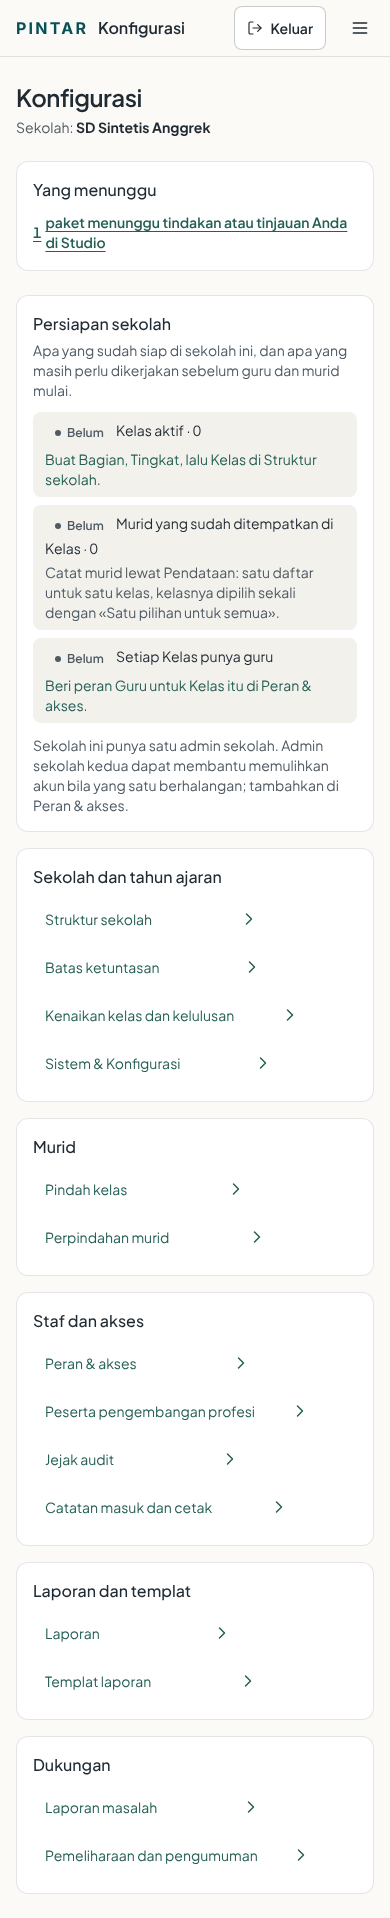 PINTAR Konfigurasi Keluar
Konfigurasi
Sekolah: SD Sintetis Anggrek
Yang menunggu
1 paket menunggu tindakan atau tinjauan Anda
di Studio
Persiapan sekolah
Apa yang sudah siap di sekolah ini, dan apa yang
masih perlu dikerjakan sebelum guru dan murid
mulai.
• Belum Kelas aktif · 0
Buat Bagian, Tingkat, lalu Kelas di Struktur
sekolah.
• Belum Murid yang sudah ditempatkan di
Kelas · 0
Catat murid lewat Pendataan: satu daftar
untuk satu kelas, kelasnya dipilih sekali
dengan «Satu pilihan untuk semua».
• Belum Setiap Kelas punya guru
Beri peran Guru untuk Kelas itu di Peran &
akses.
Sekolah ini punya satu admin sekolah. Admin
sekolah kedua dapat membantu memulihkan
akun bila yang satu berhalangan; tambahkan di
Peran & akses.
Sekolah dan tahun ajaran
Struktur sekolah
Batas ketuntasan
Kenaikan kelas dan kelulusan
Sistem & Konfigurasi
Murid
Pindah kelas
Perpindahan murid
Staf dan akses
Peran & akses
Peserta pengembangan profesi
Jejak audit
Catatan masuk dan cetak
Laporan dan templat
Laporan
Templat laporan
Dukungan
Laporan masalah
Pemeliharaan dan pengumuman